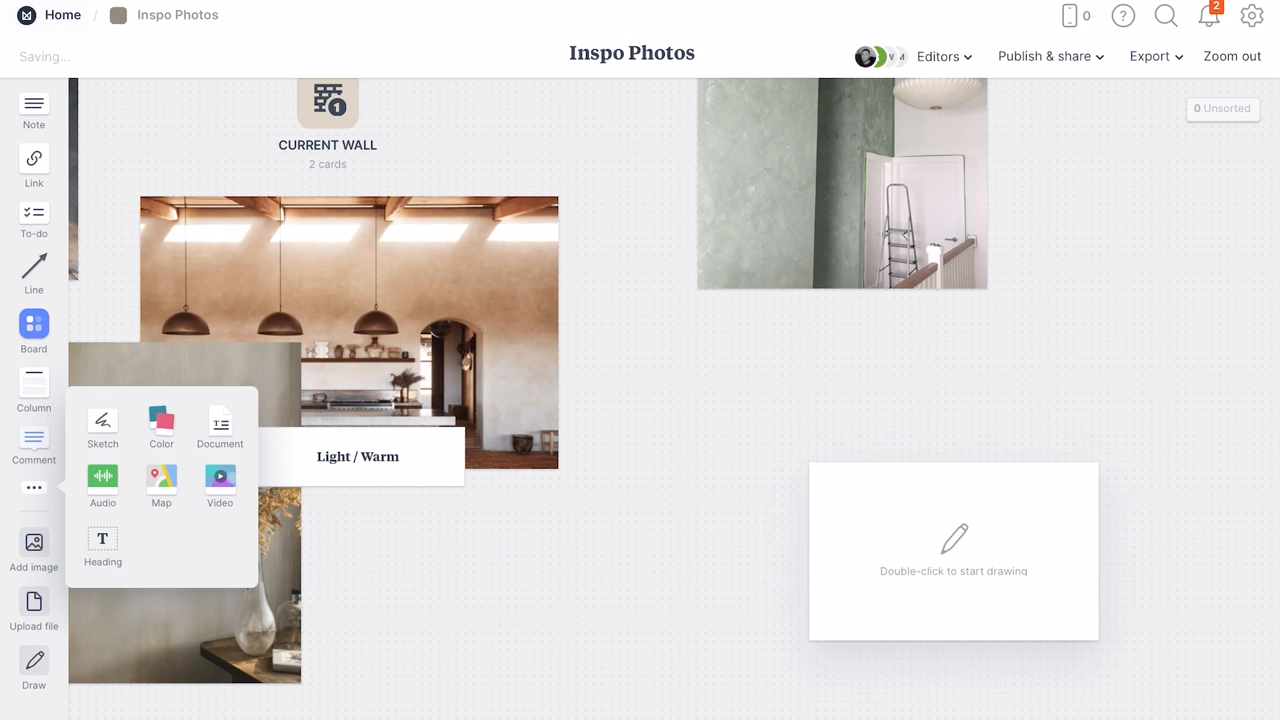 Home / Inspo Photos
0
2
Saving...
Inspo Photos
Editors
Publish & share
Export
Zoom out
0 Unsorted
Note
Link
To-do
Line
Board
Column
Comment
Add image
Upload file
Draw
1
CURRENT WALL
2 cards
Sketch
Color
Document
Audio
Map
Video
T
Heading
Light / Warm
Double-click to start drawing